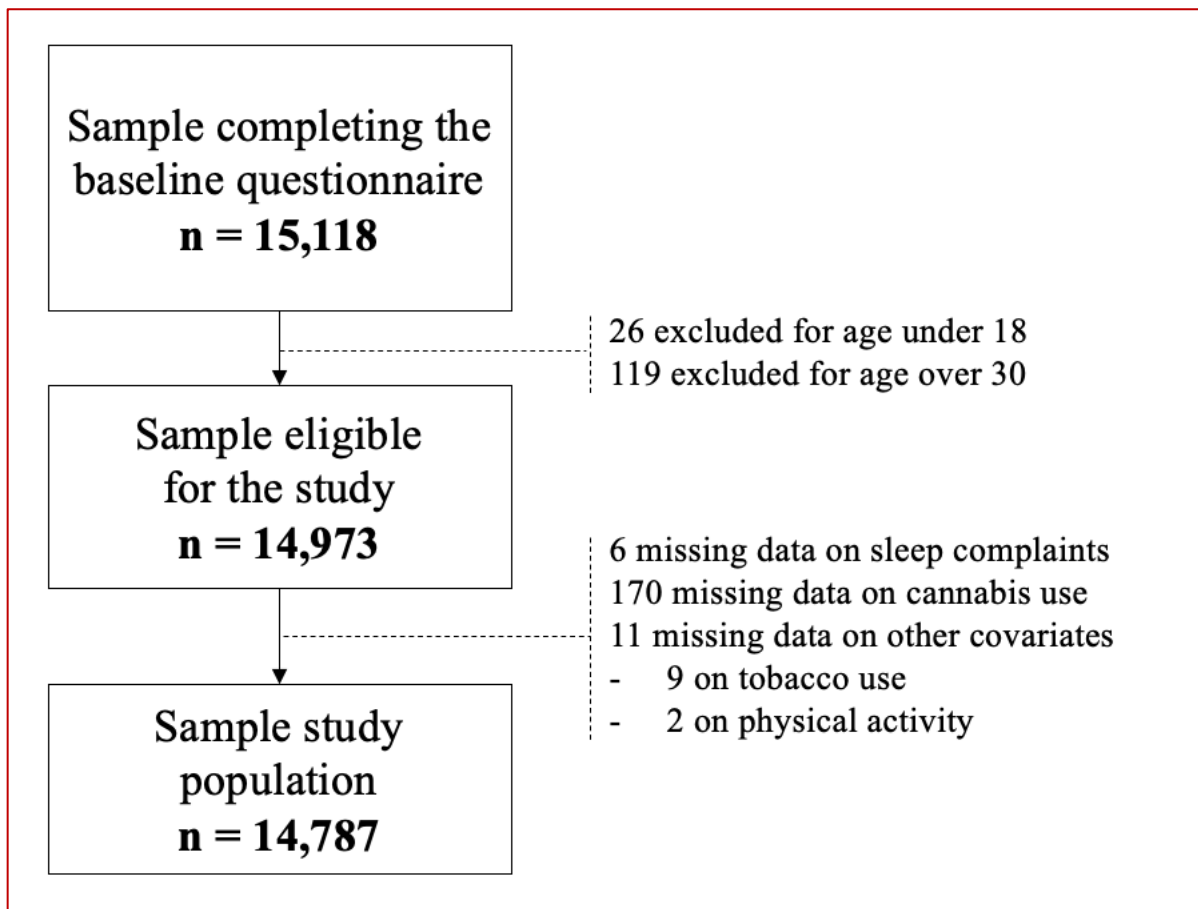 Sample completing the
baseline questionnaire
n = 15,118
26 excluded for age under 18
119 excluded for age over 30
Sample eligible
for the study
n = 14,973
6 missing data on sleep complaints
170 missing data on cannabis use
11 missing data on other covariates
- 9 on tobacco use
- 2 on physical activity
Sample study
population
n = 14,787